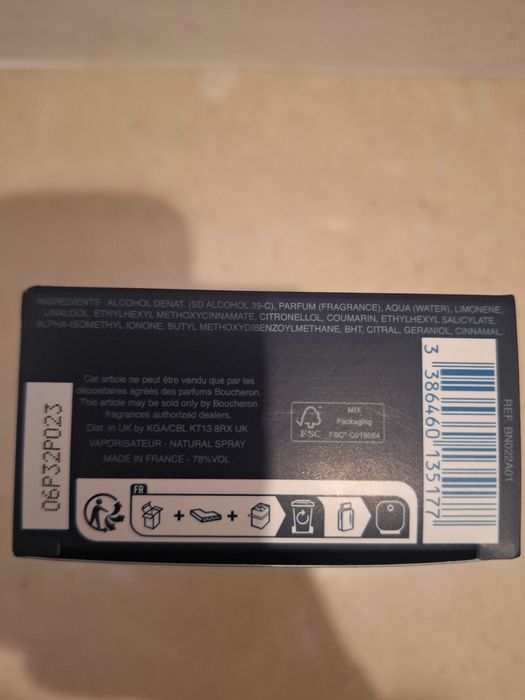 INGREDIENTS : ALCOHOL DENAT. (SD ALCOHOL 39-C), PARFUM (FRAGRANCE), AQUA (WATER), LIMONENE,
LINALOOL, ETHYLHEXYL METHOXYCINNAMATE, CITRONELLOL, COUMARIN, ETHYLHEXYL SALICYLATE,
ALPHA-ISOMETHYL IONONE, BUTYL METHOXYDIBENZOYLMETHANE, BHT, CITRAL, GERANIOL, CINNAMAL.
Cet article ne peut être vendu que par les
dépositaires agréés des parfums Boucheron.
This article may be sold only by Boucheron
fragrances authorized dealers.
Dist. in UK by KGA/CBL KT13 8RX UK
VAPORISATEUR - NATURAL SPRAY
MADE IN FRANCE - 78%VOL
06P32P023
FSC
MIX
Packaging
FSC® C019054
3 386460 135177
REF. BN022A01
FR